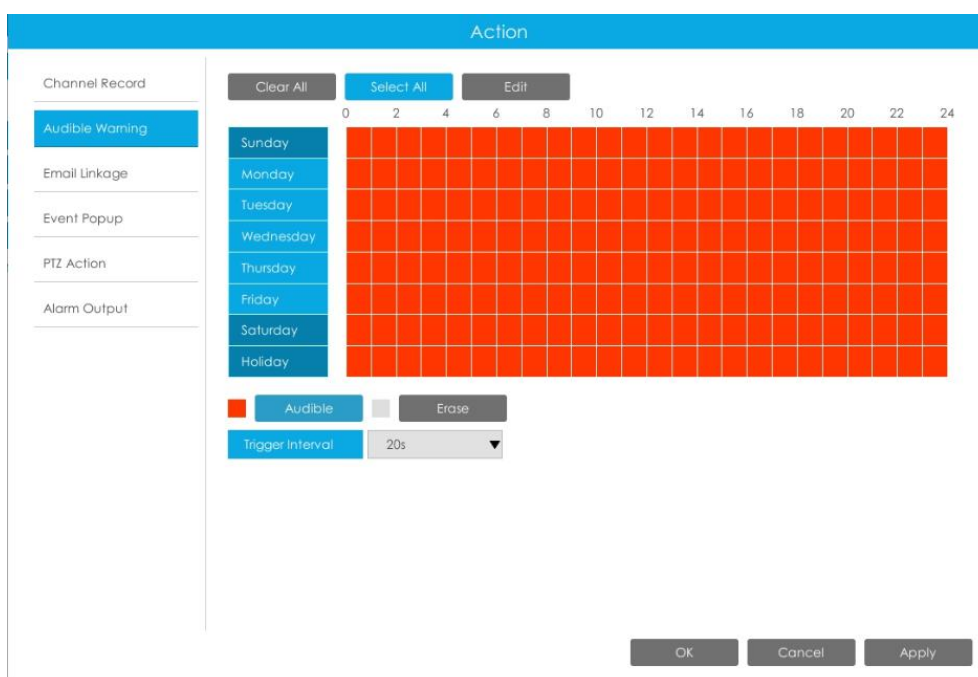 Action
Channel Record
Audible Warning
Email Linkage
Event Popup
PTZ Action
Alarm Output
Clear All Select All Edit
0 2 4 6 8 10 12 14 16 18 20 22 24
Sunday
Monday
Tuesday
Wednesday
Thursday
Friday
Saturday
Holiday
Audible Erase
Trigger Interval 20s
OK Cancel Apply